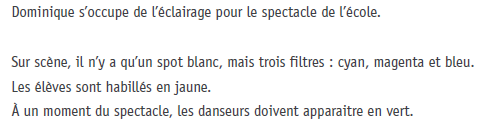 Dominique s’occupe de l’éclairage pour le spectacle de l’école.
Sur scène, il n’y a qu’un spot blanc, mais trois filtres : cyan, magenta et bleu.
Les élèves sont habillés en jaune.
À un moment du spectacle, les danseurs doivent apparaitre en vert.